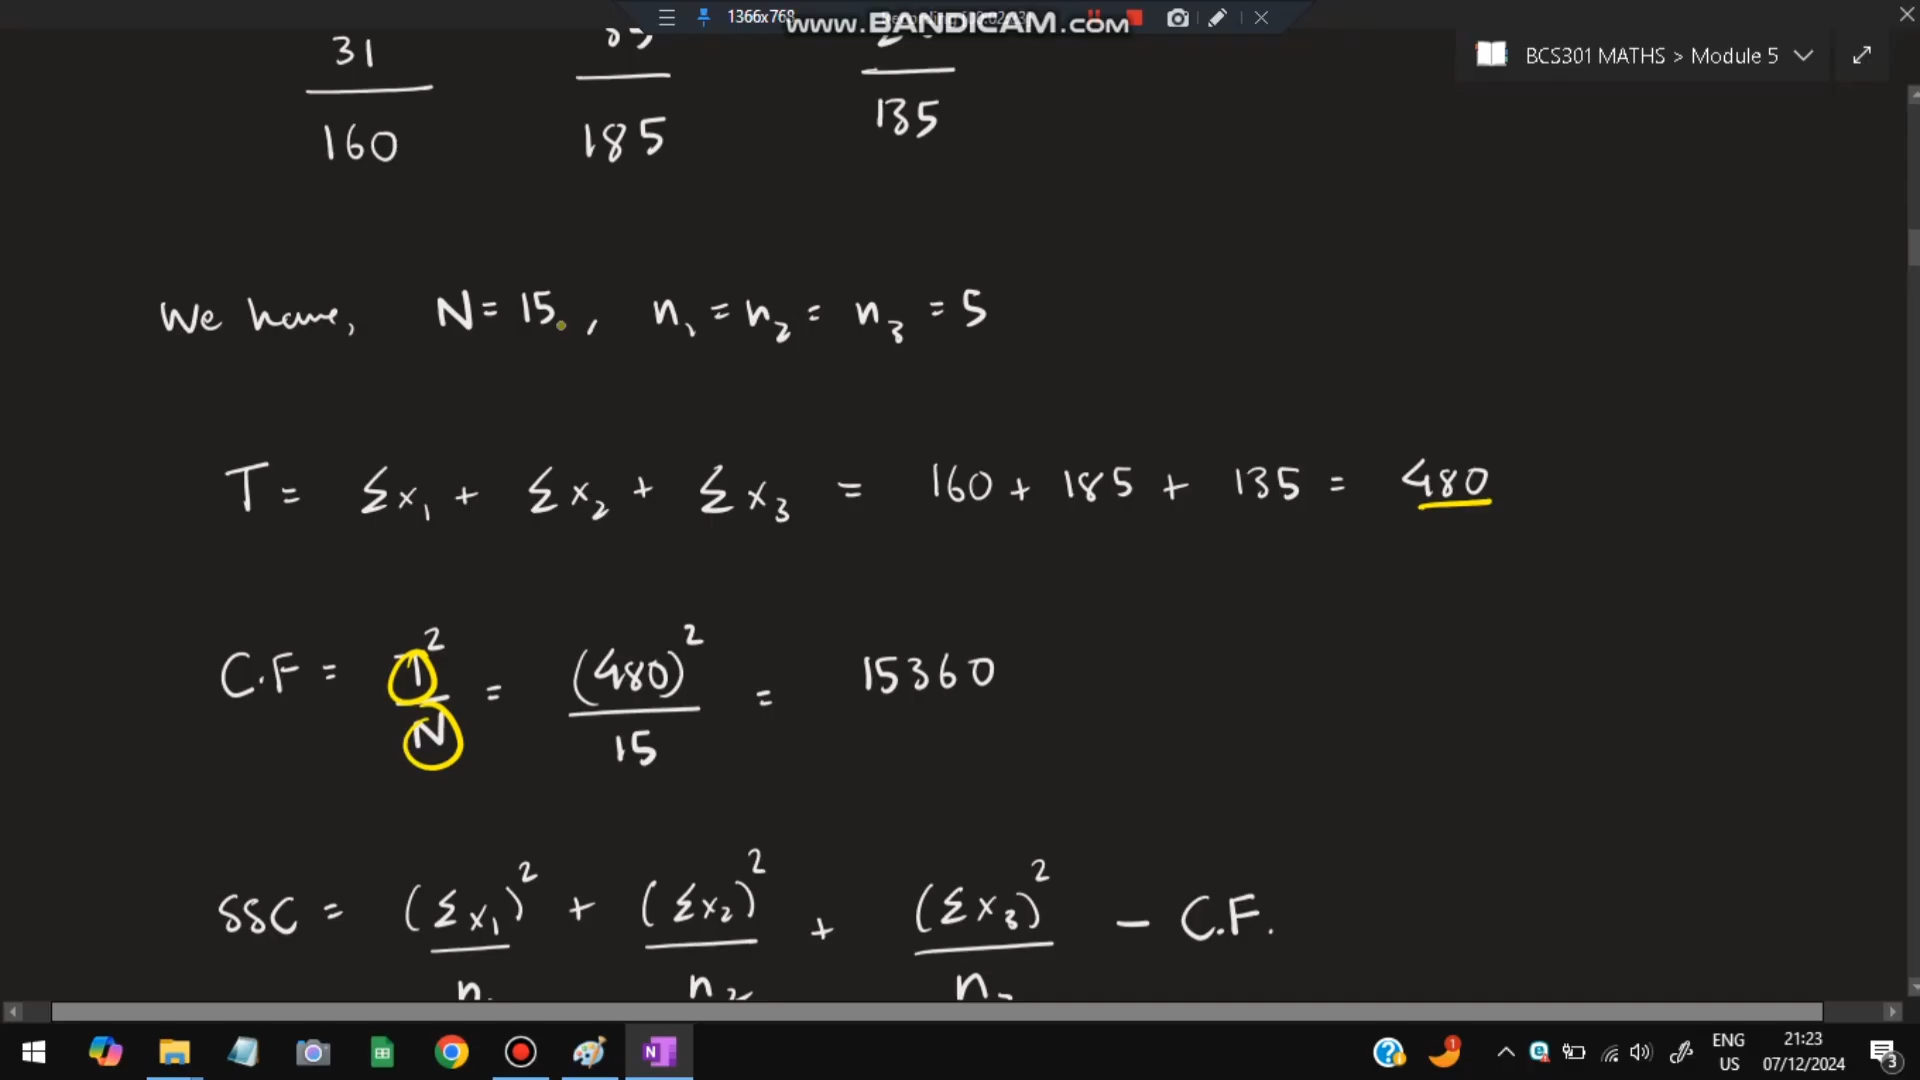 1366x768
www.BANDICAM.com
BCS301 MATHS > Module 5
31
160 185 135
We have, N = 15, n₁ = n₂ = n₃ = 5
T = Σx₁ + Σx₂ + Σx₃ = 160 + 185 + 135 = 480
C.F = T²/N = (480)²/15 = 15360
SSC = (Σx₁)²/n + (Σx₂)²/n₂ + (Σx₃)²/n - C.F.
ENG
US
21:23
07/12/2024
1
3